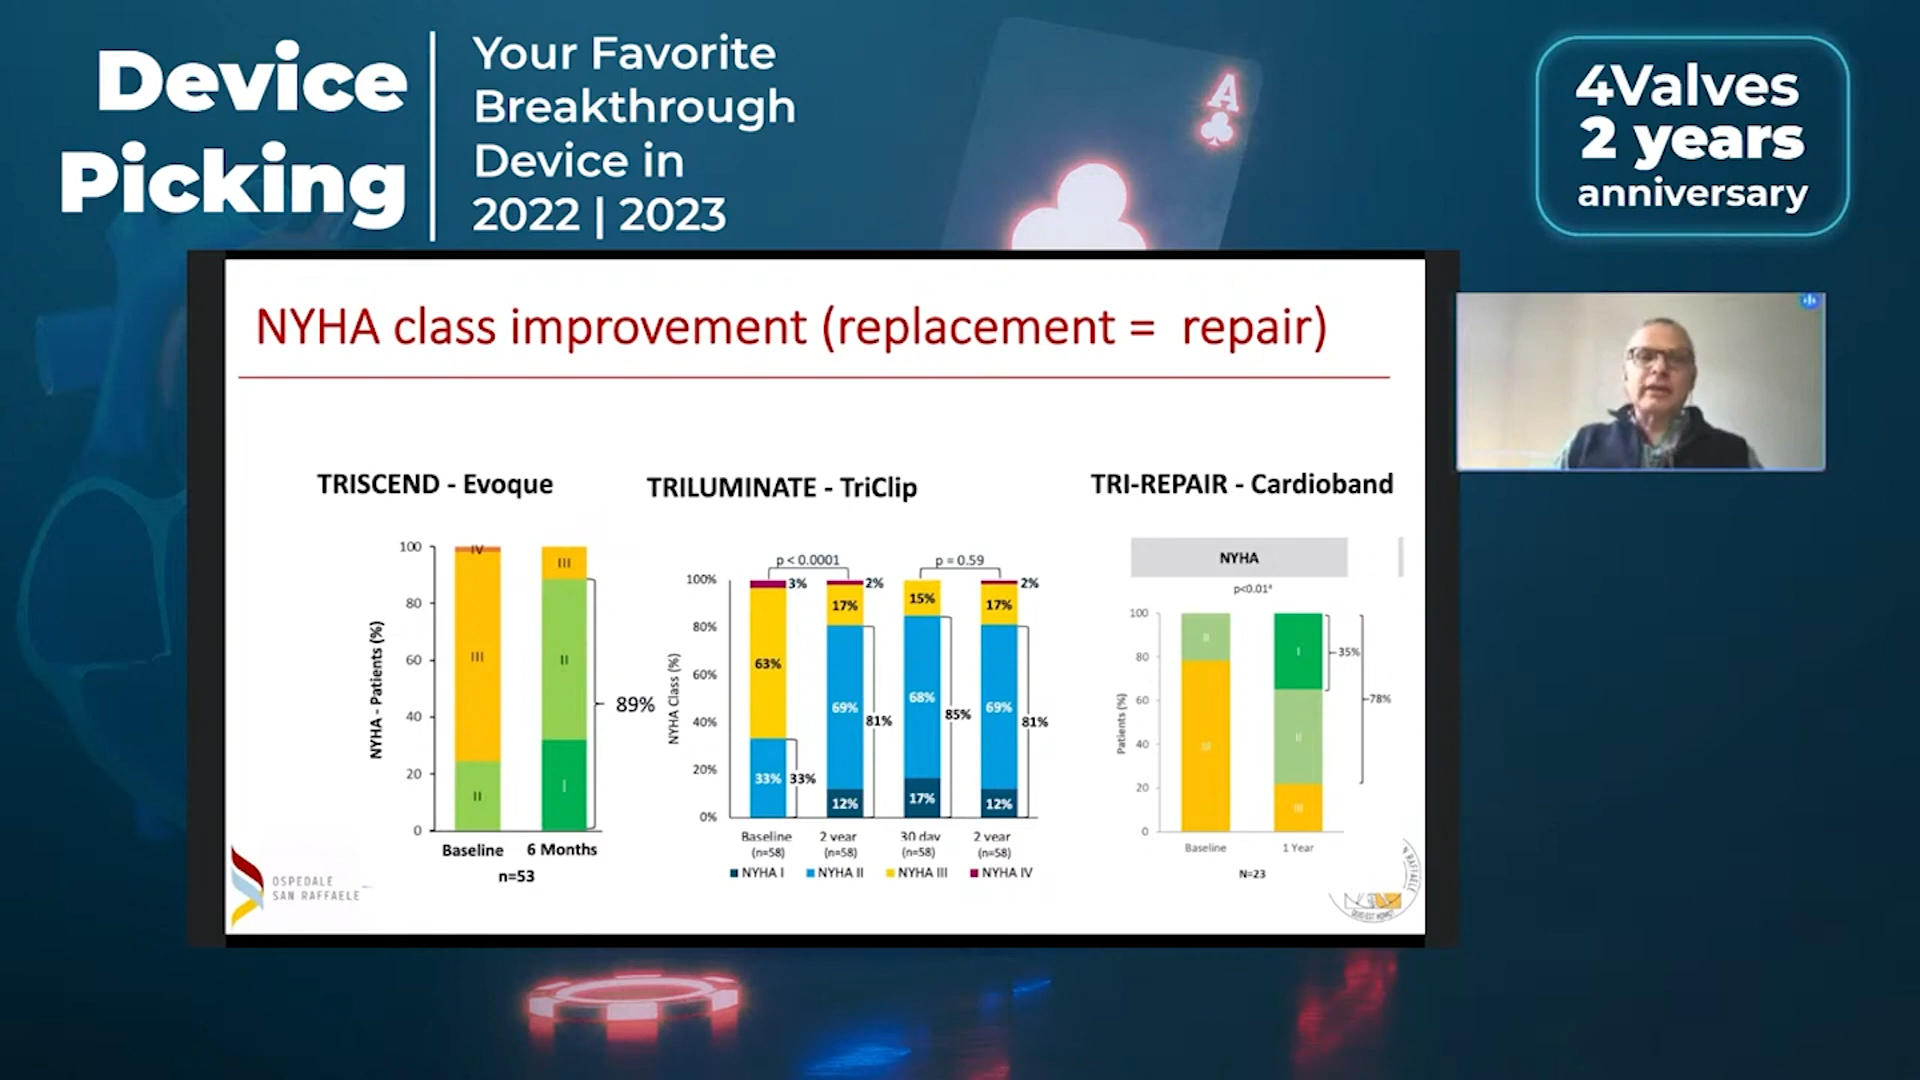 Device
Picking
Your Favorite
Breakthrough
Device in
2022 | 2023
A
4Valves
2 years
anniversary
NYHA class improvement (replacement = repair)
TRISCEND - Evoque
NYHA - Patients (%)
100
80
60
40
20
0
IV
III
II
III
II
I
89%
Baseline
6 Months
n=53
TRILUMINATE - TriClip
p < 0.0001
p = 0.59
NYHA Class (%)
100%
80%
60%
40%
20%
0%
3%
63%
33%
33%
2%
17%
69%
12%
81%
15%
68%
17%
85%
2%
17%
69%
12%
81%
Baseline
(n=58)
2 year
(n=58)
30 day
(n=58)
2 year
(n=58)
NYHA I
NYHA II
NYHA III
NYHA IV
TRI-REPAIR - Cardioband
NYHA
Patients (%)
100
80
60
40
20
0
II
III
I
II
III
35%
78%
Baseline
1 Year
N=23
OSPEDALE
SAN RAFFAELE
RAFFAELE